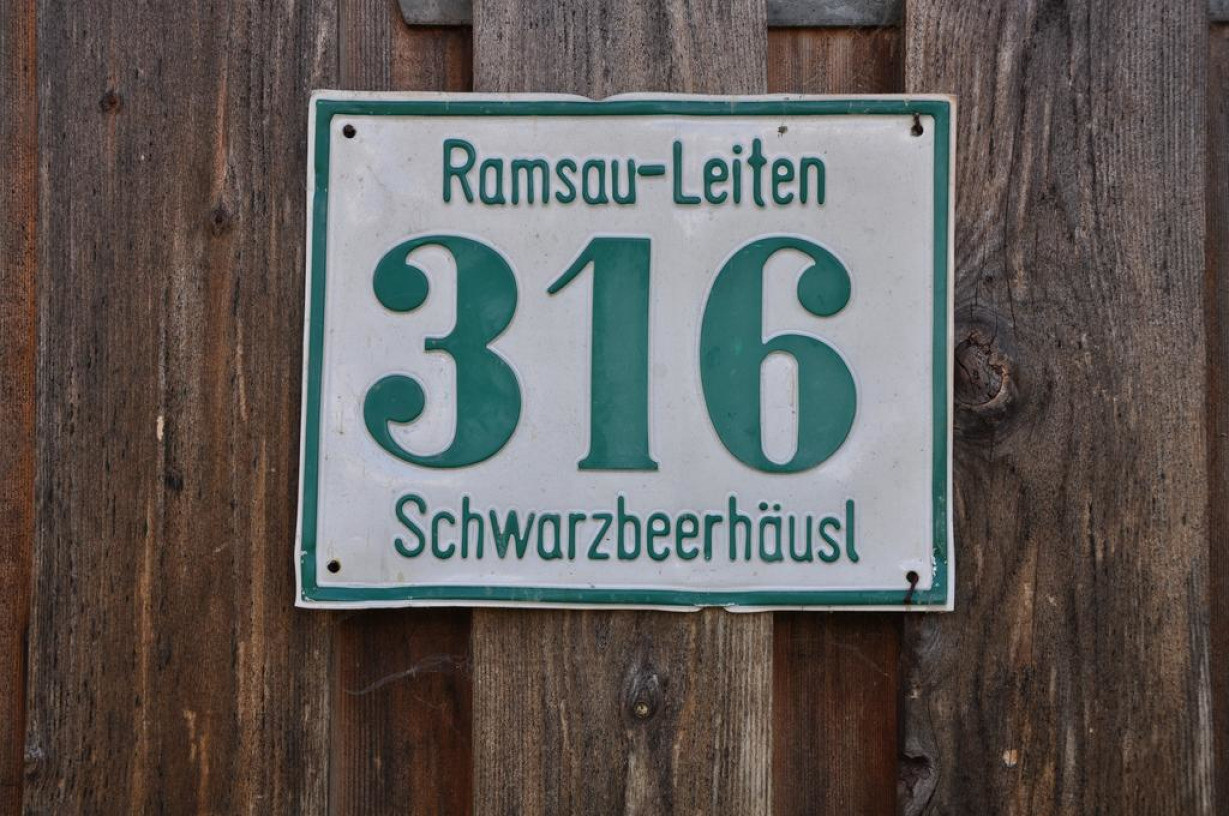 Ramsau-Leiten
316
Schwarzbeerhäusl